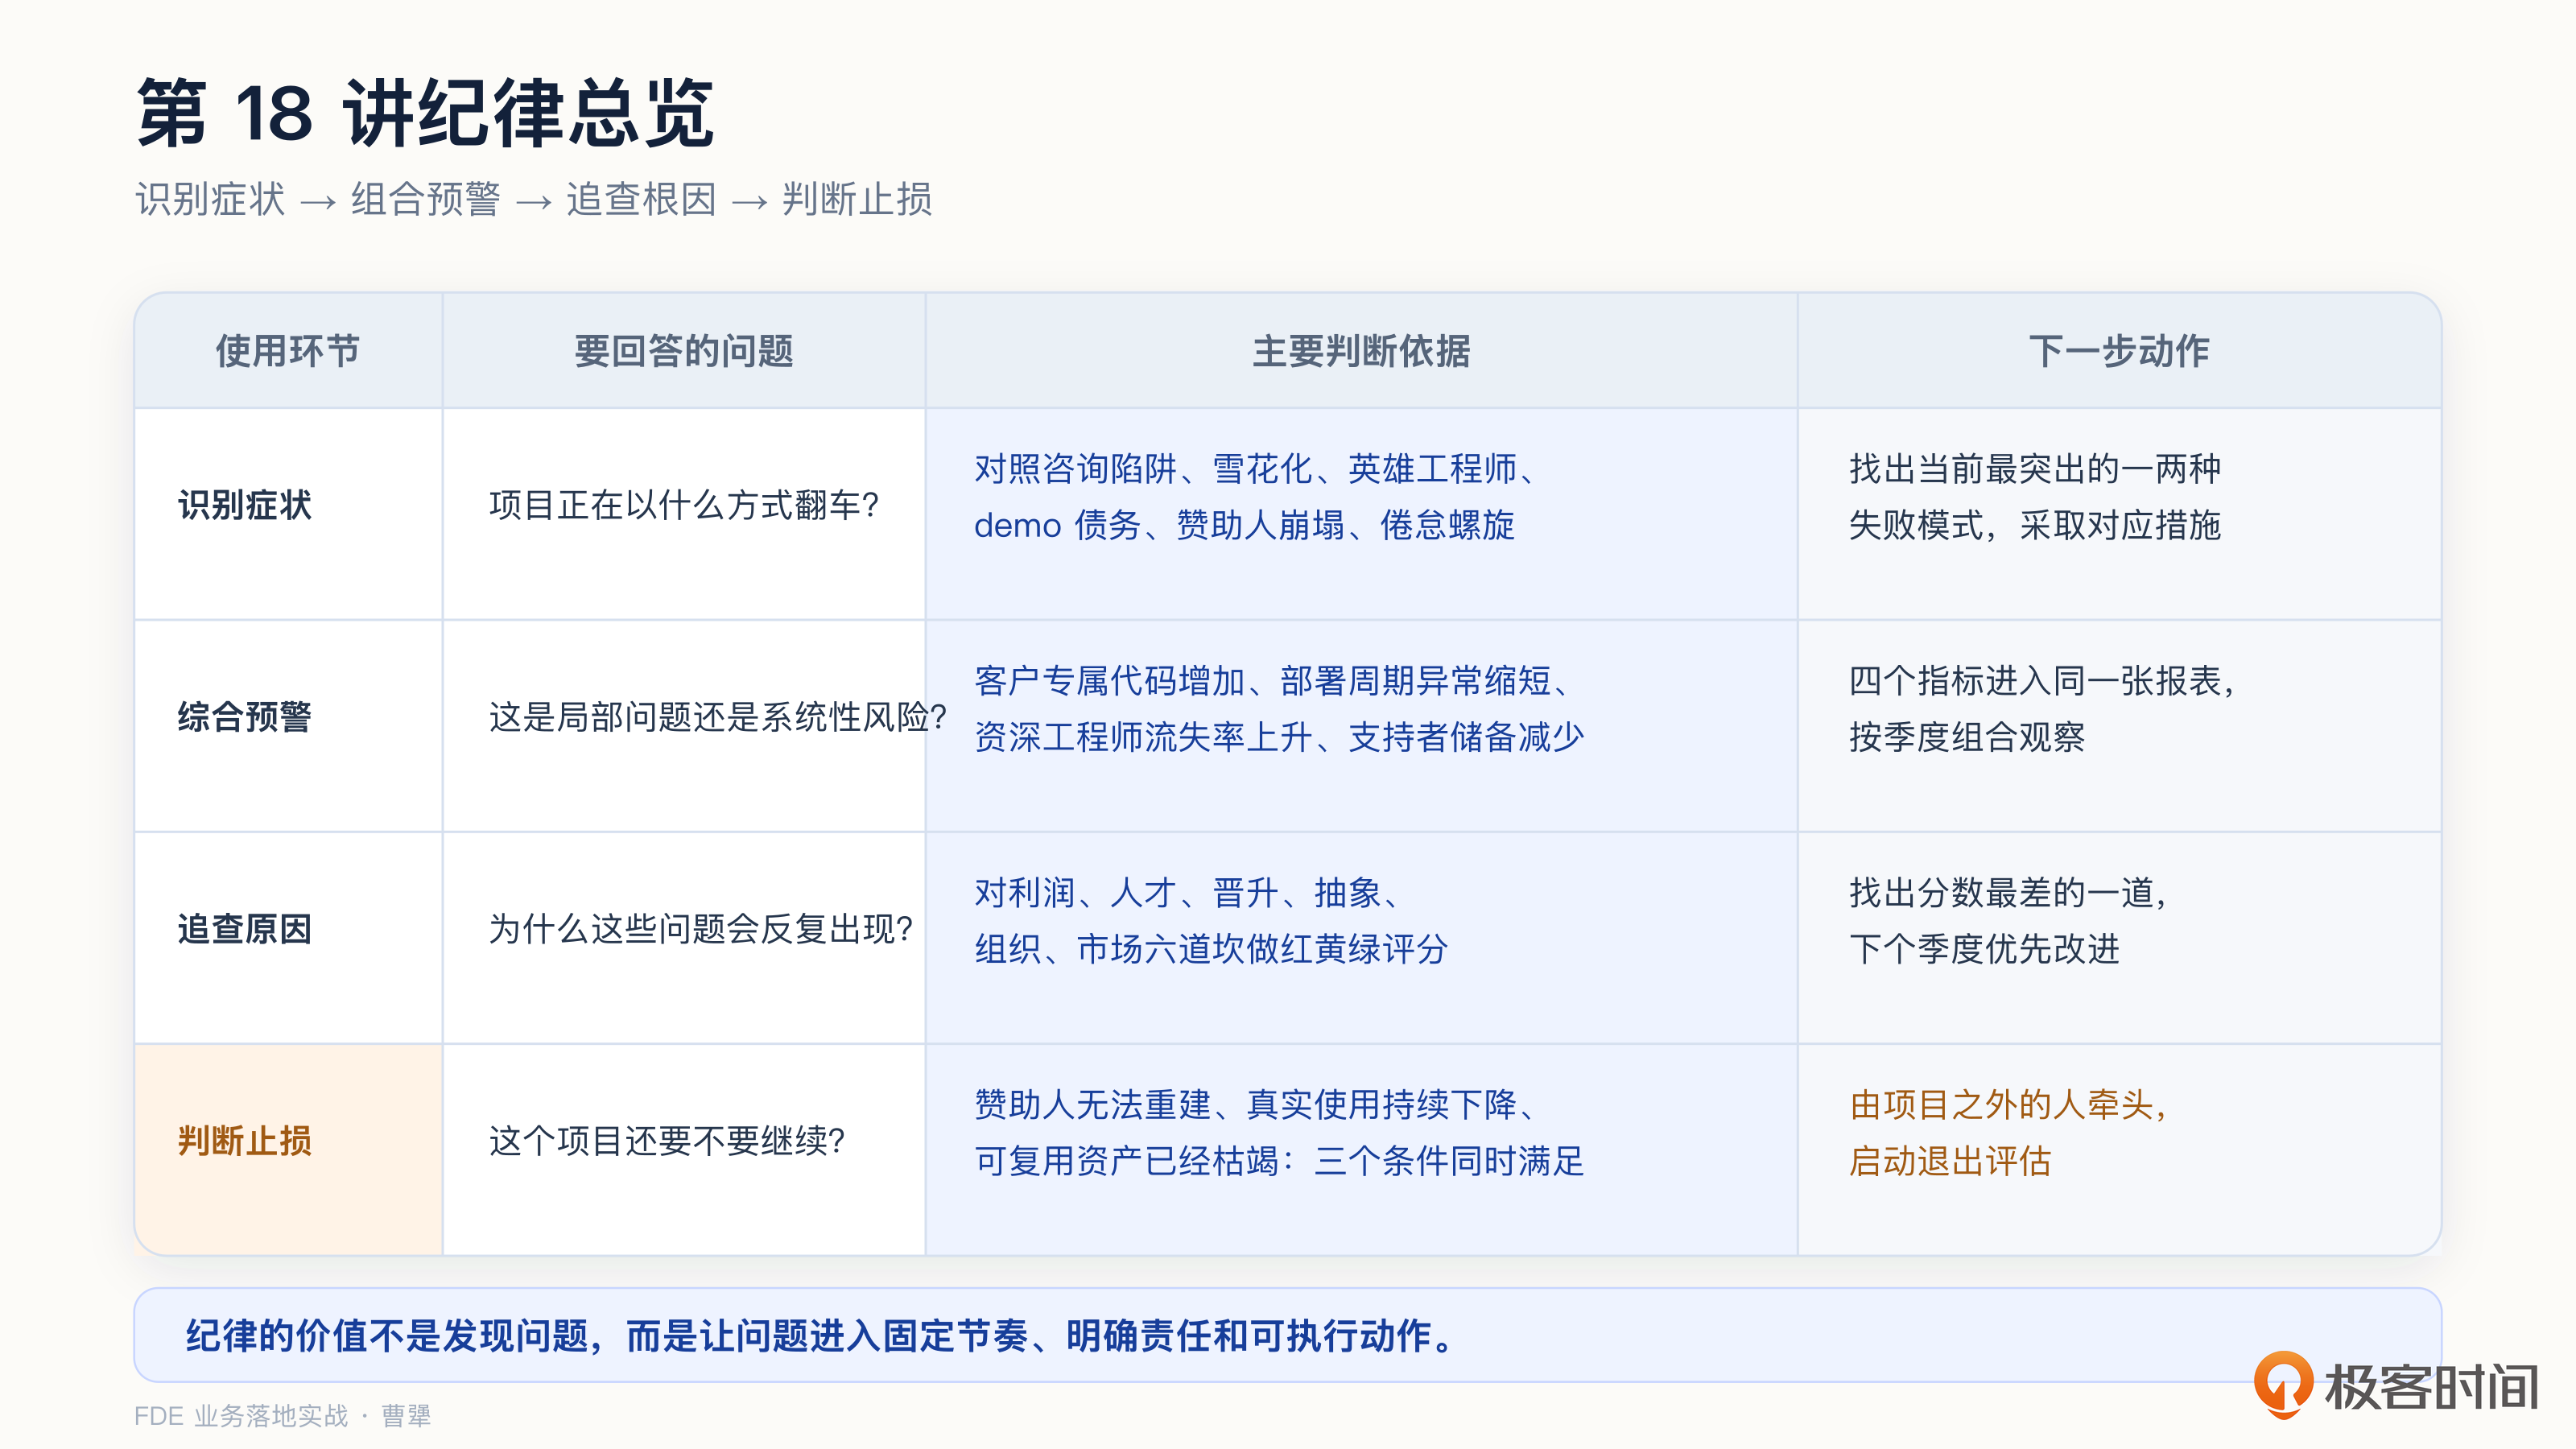 第 18 讲纪律总览
识别症状 → 组合预警 → 追查根因 → 判断止损
使用环节
要回答的问题
主要判断依据
下一步动作
识别症状
项目正在以什么方式翻车?
对照咨询陷阱、雪花化、英雄工程师、
demo 债务、赞助人崩塌、倦怠螺旋
找出当前最突出的一两种
失败模式，采取对应措施
综合预警
这是局部问题还是系统性风险?
客户专属代码增加、部署周期异常缩短、
资深工程师流失率上升、支持者储备减少
四个指标进入同一张报表，
按季度组合观察
追查原因
为什么这些问题会反复出现?
对利润、人才、晋升、抽象、
组织、市场六道坎做红黄绿评分
找出分数最差的一道，
下个季度优先改进
判断止损
这个项目还要不要继续?
赞助人无法重建、真实使用持续下降、
可复用资产已经枯竭：三个条件同时满足
由项目之外的人牵头，
启动退出评估
纪律的价值不是发现问题，而是让问题进入固定节奏、明确责任和可执行动作。
FDE 业务落地实战 · 曹犟
极客时间